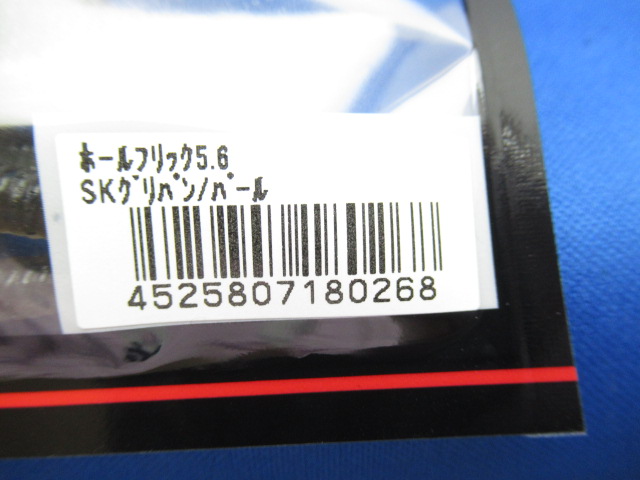 ﾎｰﾙﾌﾘｯｸ5.6
SKｸﾞﾘﾊﾟﾝ/ﾊﾟｰﾙ
4525807180268